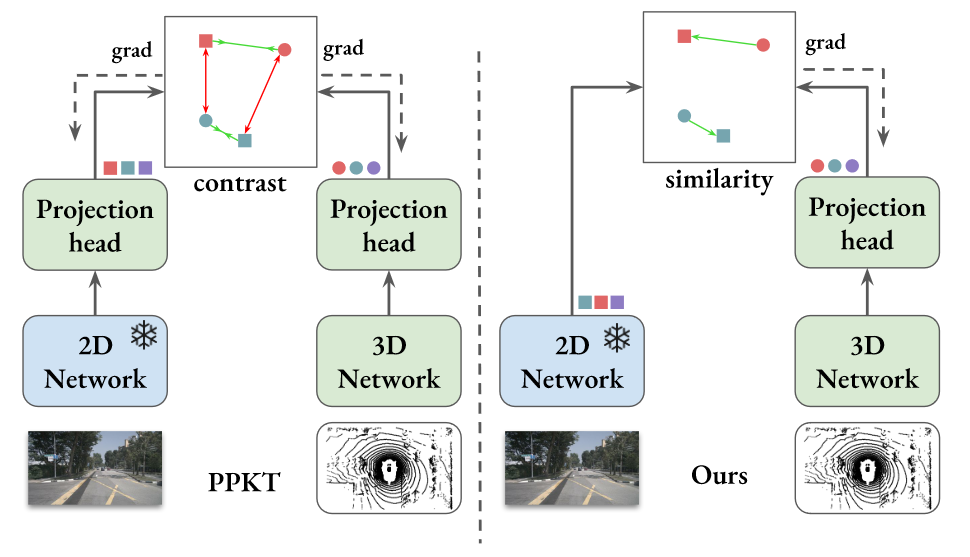 grad
grad
contrast
Projection
head
Projection
head
2D
Network
3D
Network
PPKT
grad
similarity
Projection
head
2D
Network
3D
Network
Ours